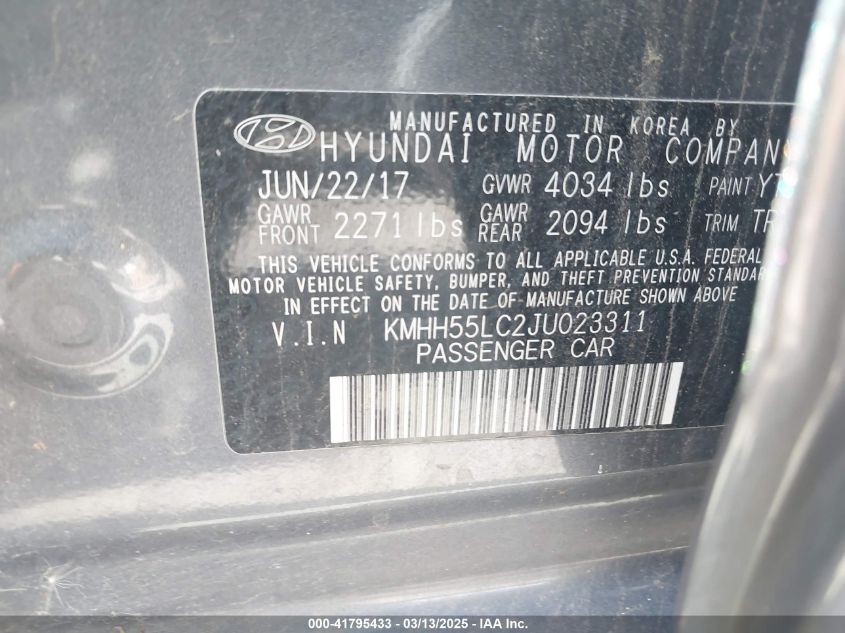 MANUFACTURED IN KOREA BY
HYUNDAI MOTOR COMPAN
JUN/22/17 GVWR 4034 lbs PAINT YT
GAWR FRONT 2271 lbs GAWR REAR 2094 lbs TRIM TR
THIS VEHICLE CONFORMS TO ALL APPLICABLE U.S.A. FEDERAL
MOTOR VEHICLE SAFETY, BUMPER, AND THEFT PREVENTION STANDAR
IN EFFECT ON THE DATE OF MANUFACTURE SHOWN ABOVE
V.I.N KMHH55LC2JU023311
PASSENGER CAR
000-41795433 - 03/13/2025 - IAA Inc.